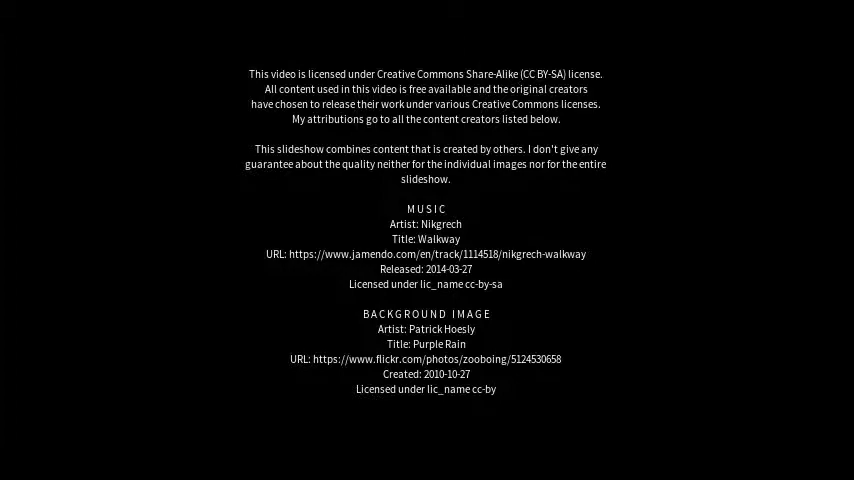 This video is licensed under Creative Commons Share-Alike (CC BY-SA) license.
All content used in this video is free available and the original creators
have chosen to release their work under various Creative Commons licenses.
My attributions go to all the content creators listed below.
This slideshow combines content that is created by others. I don't give any
guarantee about the quality neither for the individual images nor for the entire
slideshow.
MUSIC
Artist: Nikgrech
Title: Walkway
URL: https://www.jamendo.com/en/track/1114518/nikgrech-walkway
Released: 2014-03-27
Licensed under lic_name cc-by-sa
BACKGROUND IMAGE
Artist: Patrick Hoesly
Title: Purple Rain
URL: https://www.flickr.com/photos/zooboing/5124530658
Created: 2010-10-27
Licensed under lic_name cc-by